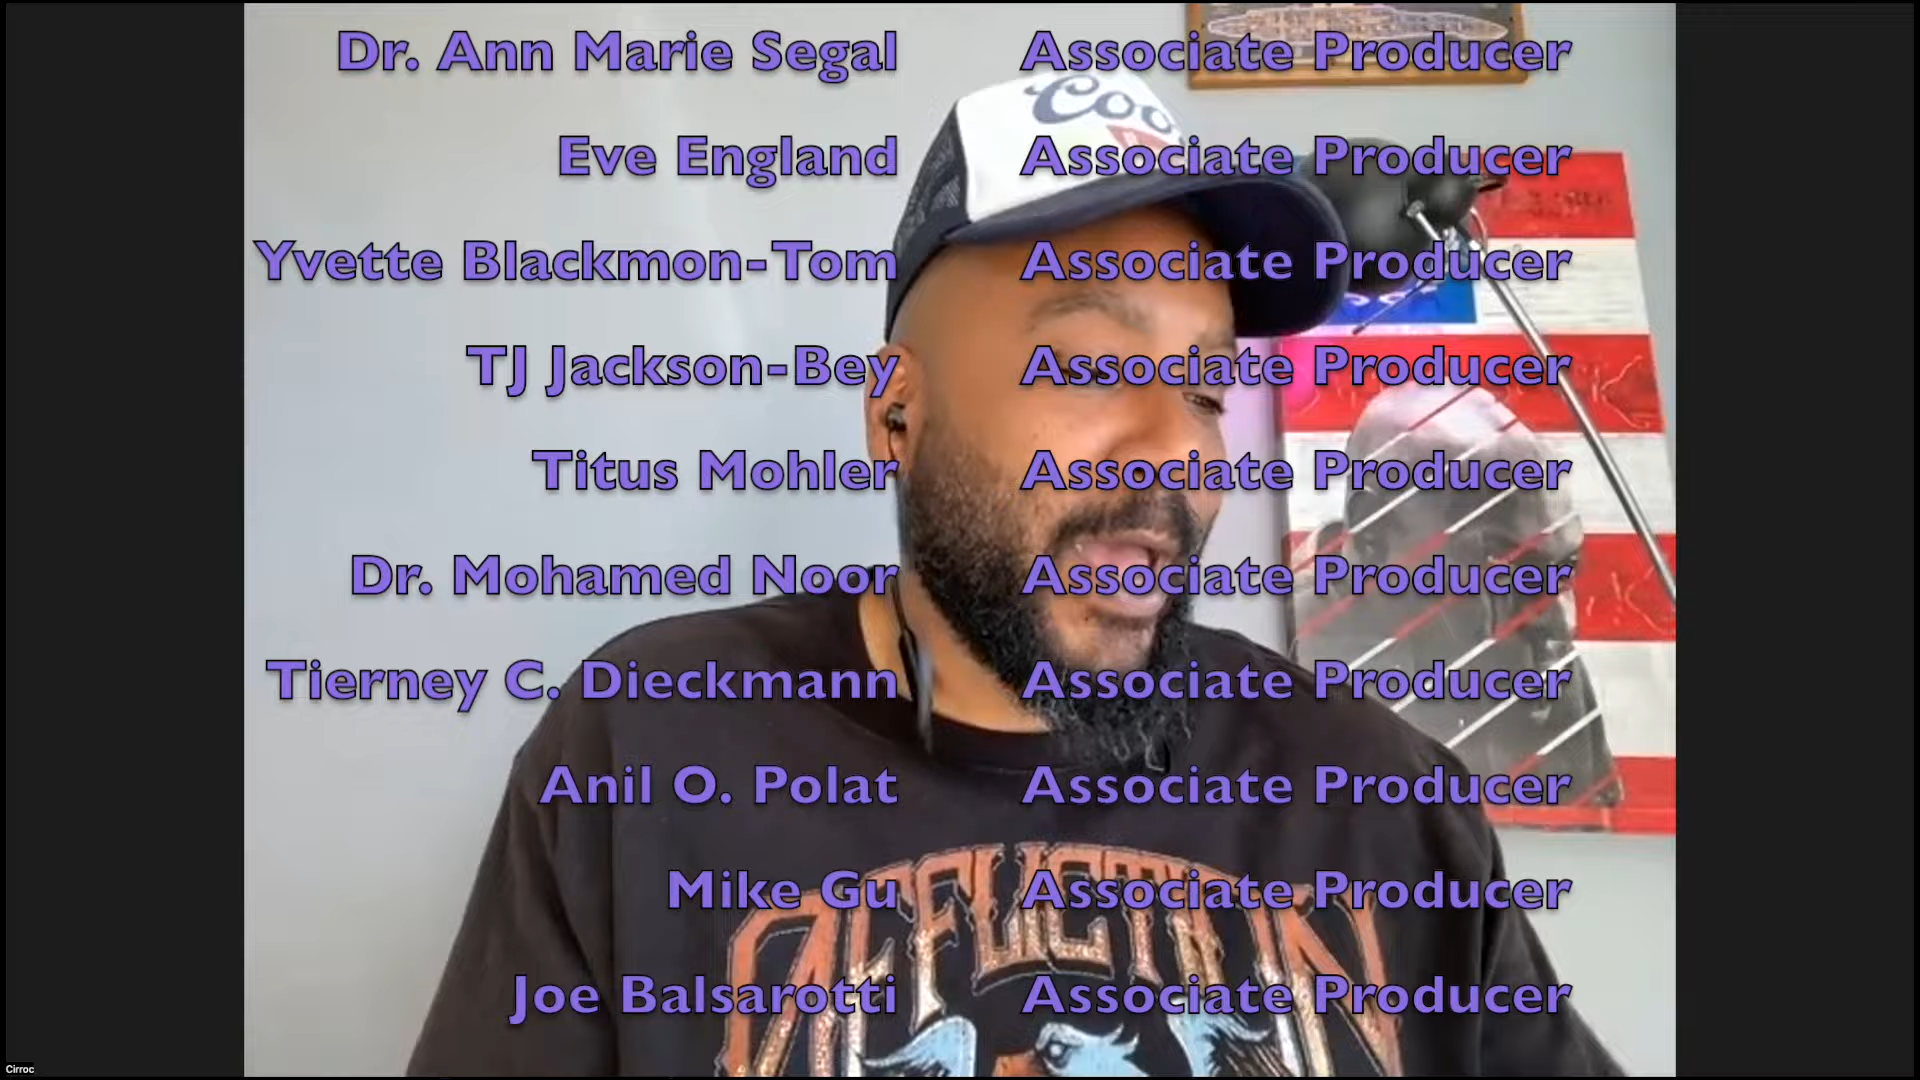 Dr. Ann Marie Segal Associate Producer
Eve England Associate Producer
Yvette Blackmon-Tom Associate Producer
TJ Jackson-Bey Associate Producer
Titus Mohler Associate Producer
Dr. Mohamed Noor Associate Producer
Tierney C. Dieckmann Associate Producer
Anil O. Polat Associate Producer
Mike Gu Associate Producer
Joe Balsarotti Associate Producer
Coo
AFFLICTION
Cirroc